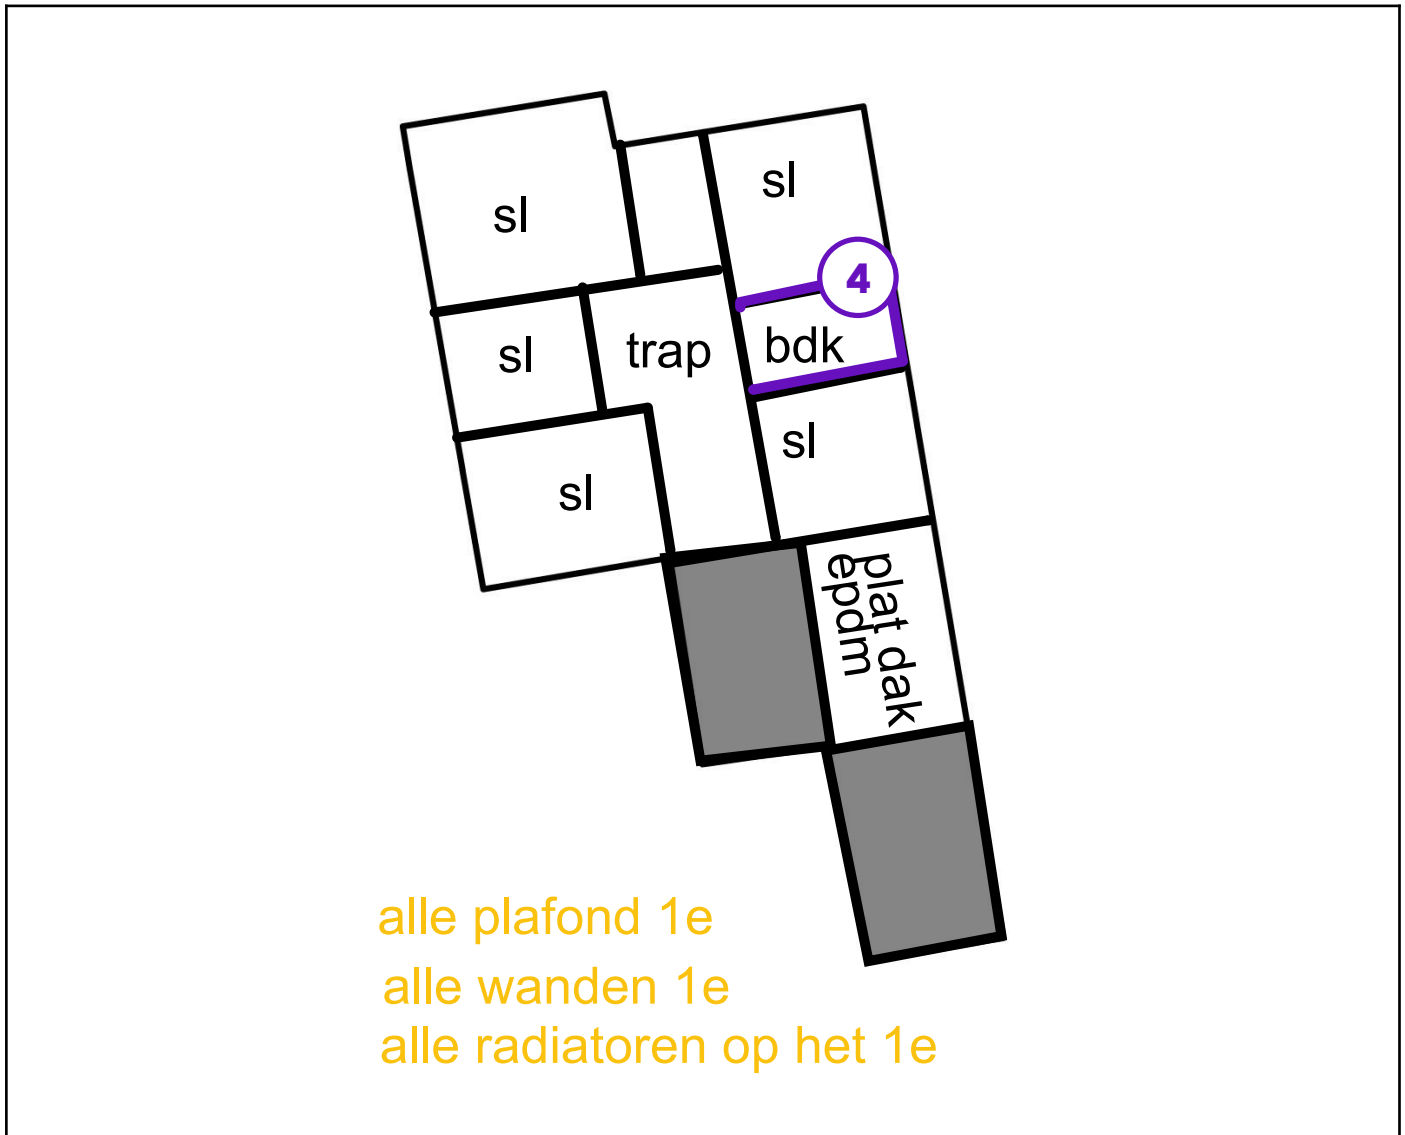 sl
sl
4
sl
trap
bdk
sl
sl
plat dak
epdm
alle plafond 1e
alle wanden 1e
alle radiatoren op het 1e